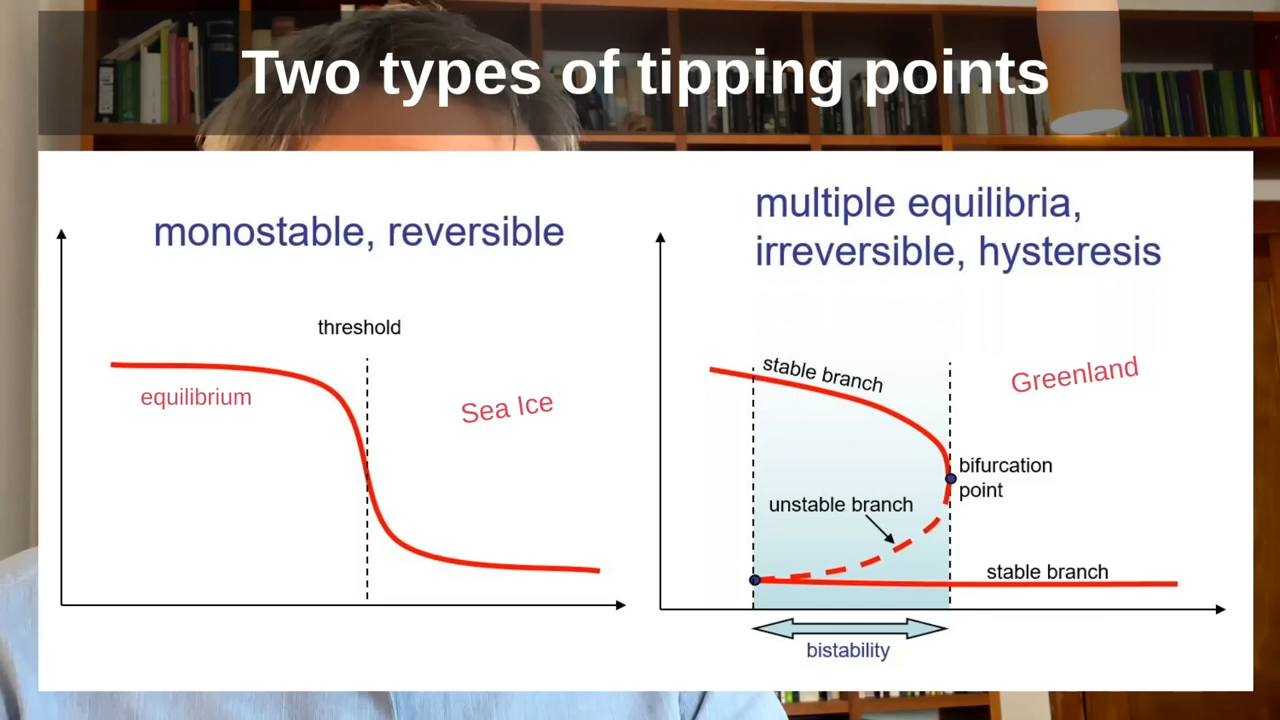 Two types of tipping points
monostable, reversible
threshold
equilibrium
Sea Ice
multiple equilibria,
irreversible, hysteresis
stable branch
Greenland
bifurcation
point
unstable branch
stable branch
bistability